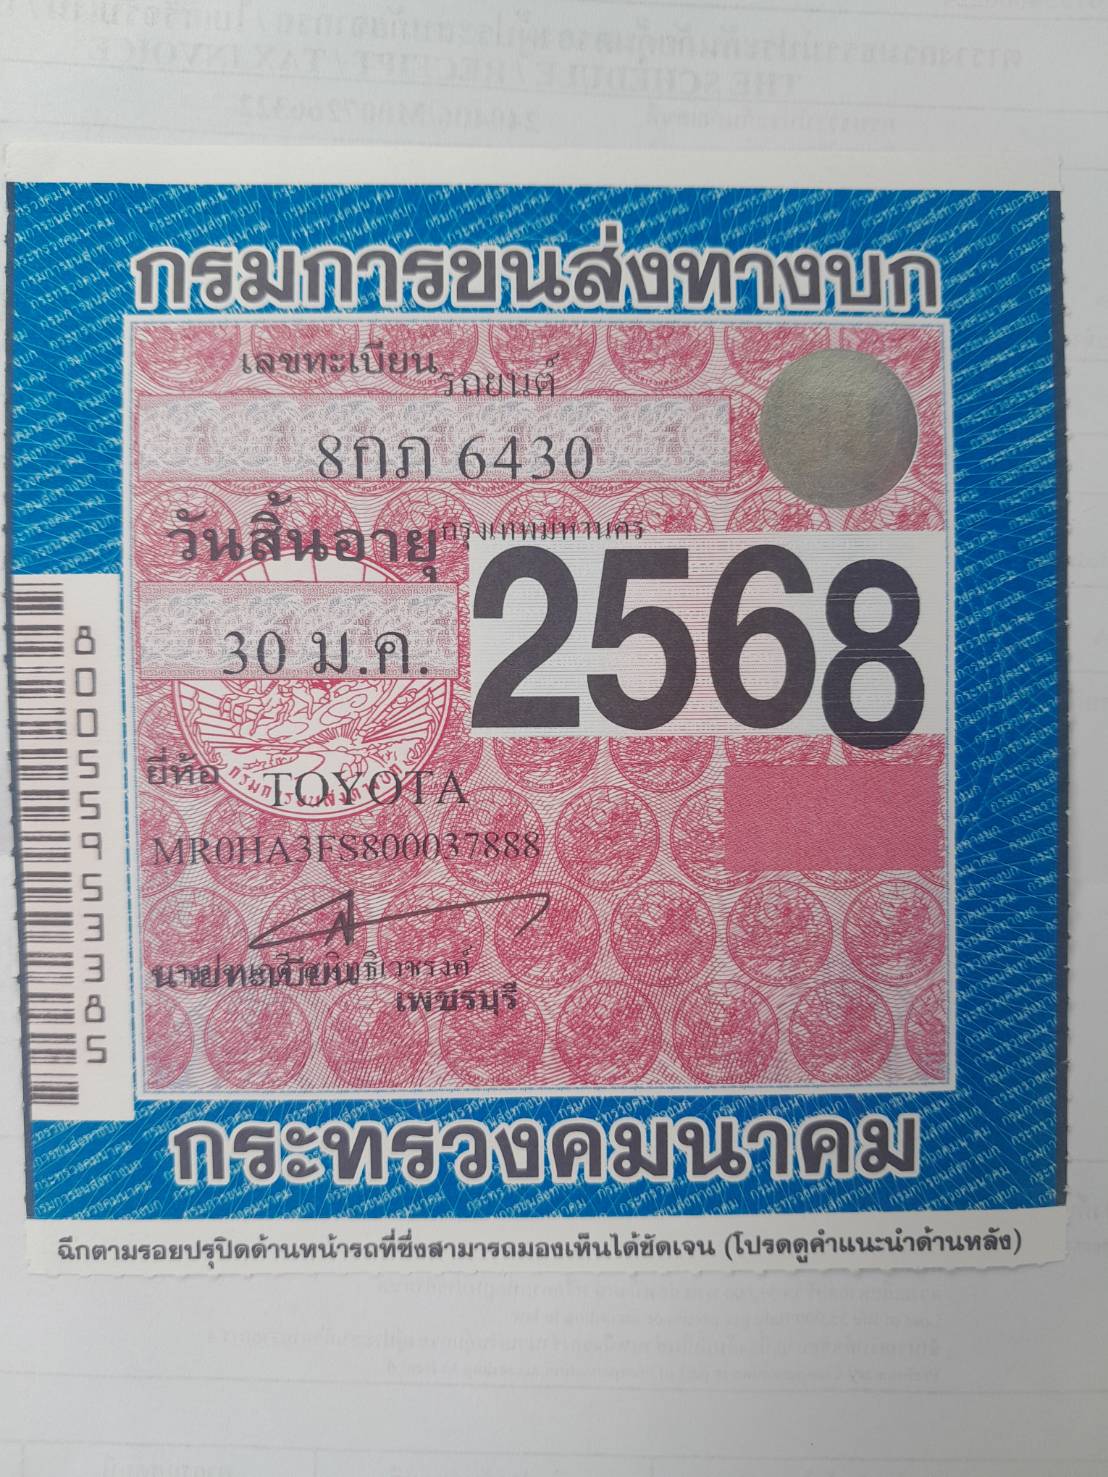 กรมการขนส่งทางบก
เลขทะเบียน รถยนต์
8กภ 6430
วันสิ้นอายุ กรุงเทพมหานคร
2568
30 ม.ค.
ยี่ห้อ TOYOTA
MR0HA3FS800037888
นายทะเบียน
เพชรบุรี
80055953385
กระทรวงคมนาคม
ฉีกตามรอยปรุปิดด้านหน้ารถที่ซึ่งสามารถมองเห็นได้ชัดเจน (โปรดดูคำแนะนำด้านหลัง)